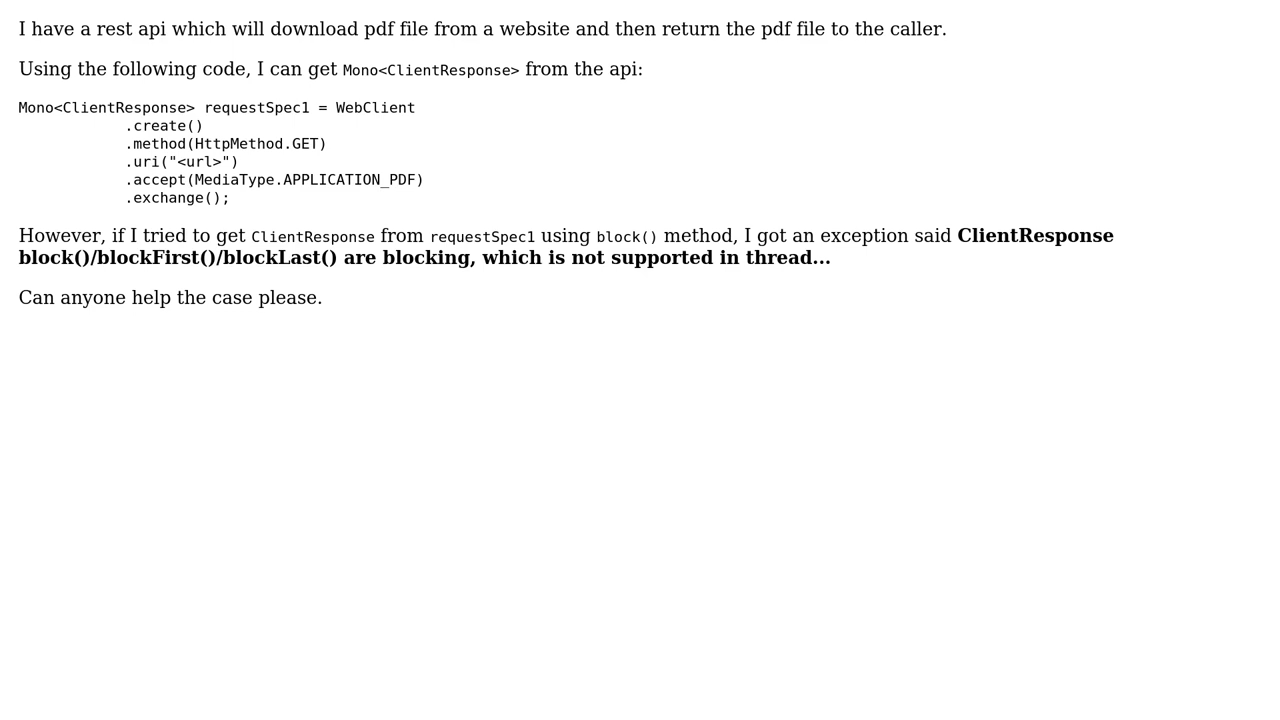 I have a rest api which will download pdf file from a website and then return the pdf file to the caller.
Using the following code, I can get Mono<ClientResponse> from the api:
Mono<ClientResponse> requestSpec1 = WebClient
            .create()
            .method(HttpMethod.GET)
            .uri("<url>")
            .accept(MediaType.APPLICATION_PDF)
            .exchange();
However, if I tried to get ClientResponse from requestSpec1 using block() method, I got an exception said ClientResponse
block()/blockFirst()/blockLast() are blocking, which is not supported in thread...
Can anyone help the case please.